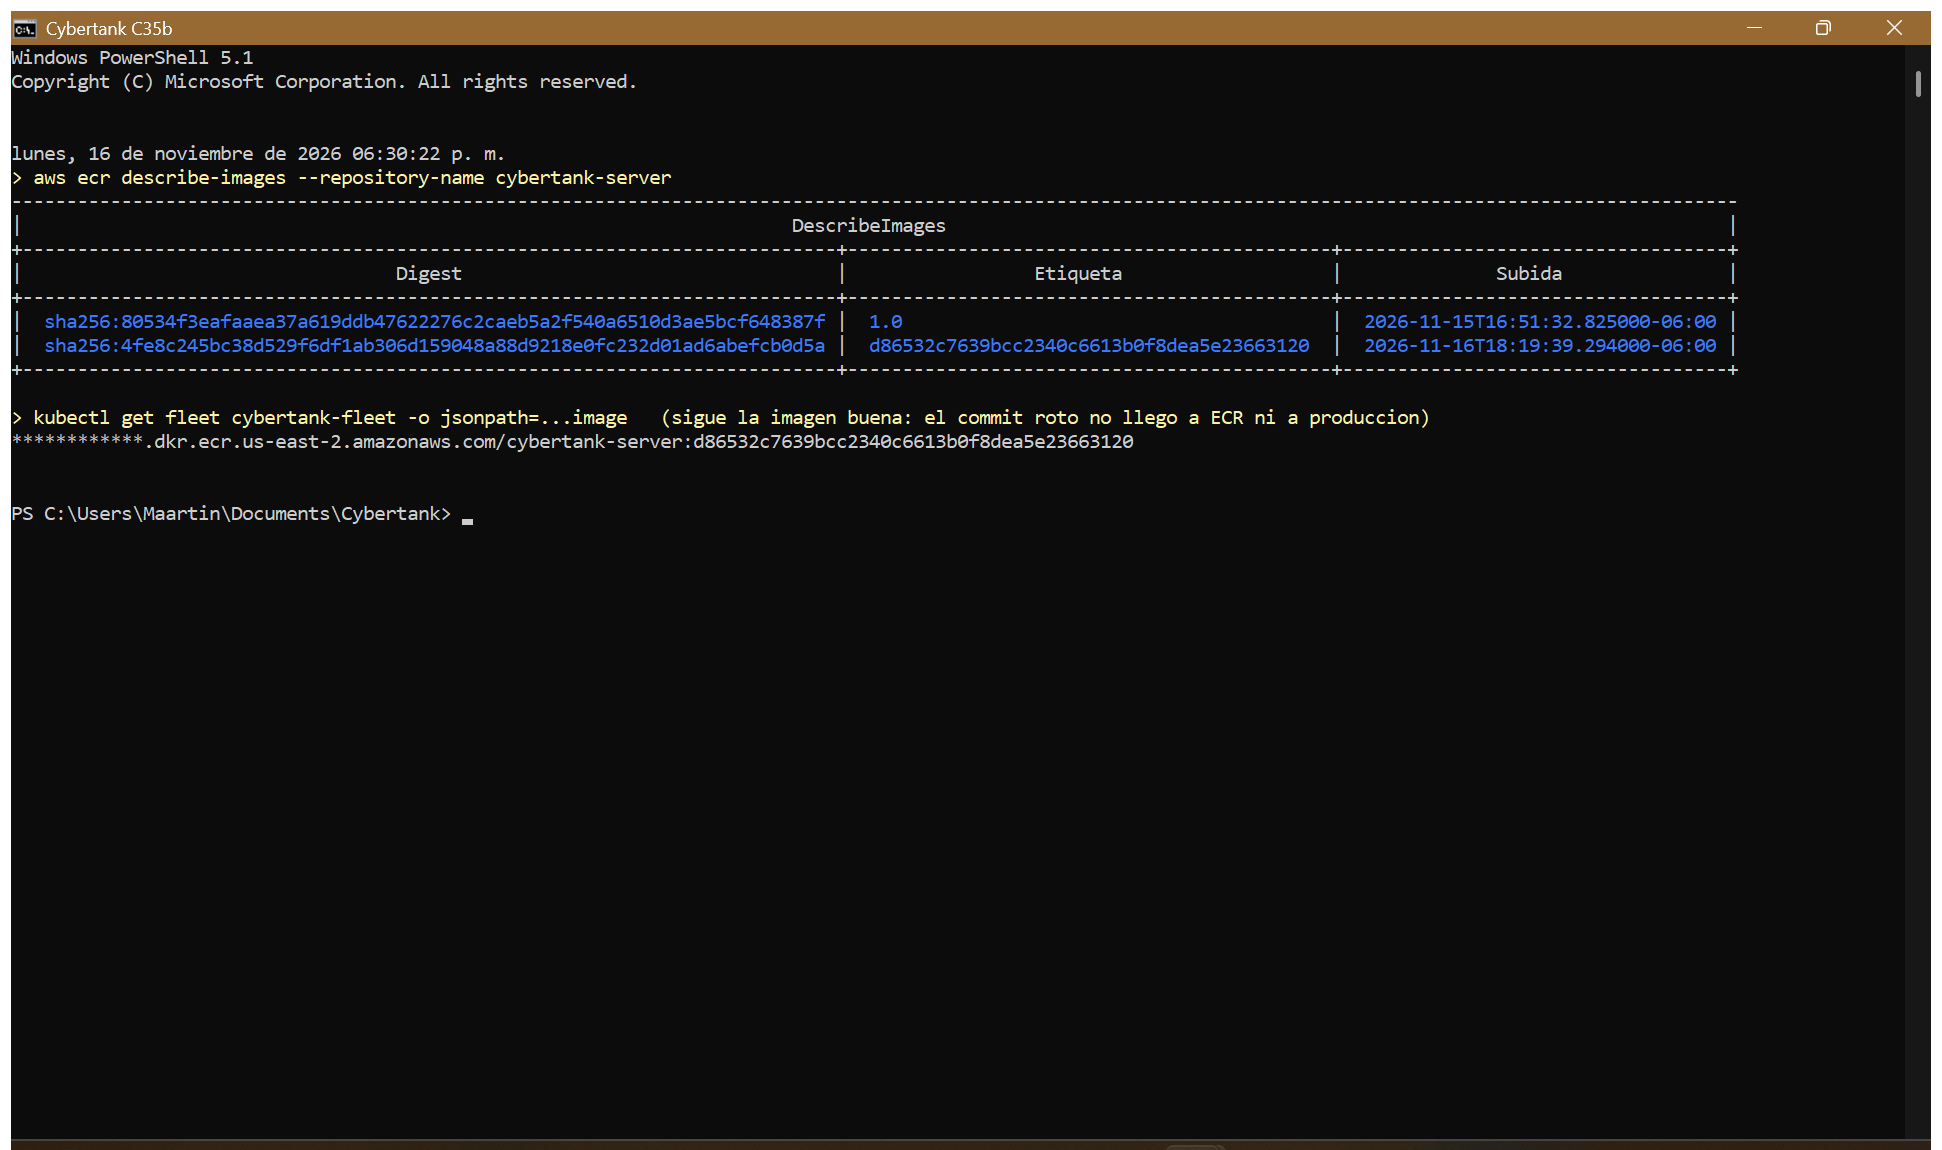 Cybertank C35b
Windows PowerShell 5.1
Copyright (C) Microsoft Corporation. All rights reserved.
lunes, 16 de noviembre de 2026 06:30:22 p. m.
> aws ecr describe-images --repository-name cybertank-server
DescribeImages
Digest | Etiqueta | Subida
sha256:80534f3eafaaea37a619ddb47622276c2caeb5a2f540a6510d3ae5bcf648387f | 1.0 | 2026-11-15T16:51:32.825000-06:00
sha256:4fe8c245bc38d529f6df1ab306d159048a88d9218e0fc232d01ad6abefcb0d5a | d86532c7639bcc2340c6613b0f8dea5e23663120 | 2026-11-16T18:19:39.294000-06:00
> kubectl get fleet cybertank-fleet -o jsonpath=...image (sigue la imagen buena: el commit roto no llego a ECR ni a produccion)
************.dkr.ecr.us-east-2.amazonaws.com/cybertank-server:d86532c7639bcc2340c6613b0f8dea5e23663120
PS C:\Users\Maartin\Documents\Cybertank>